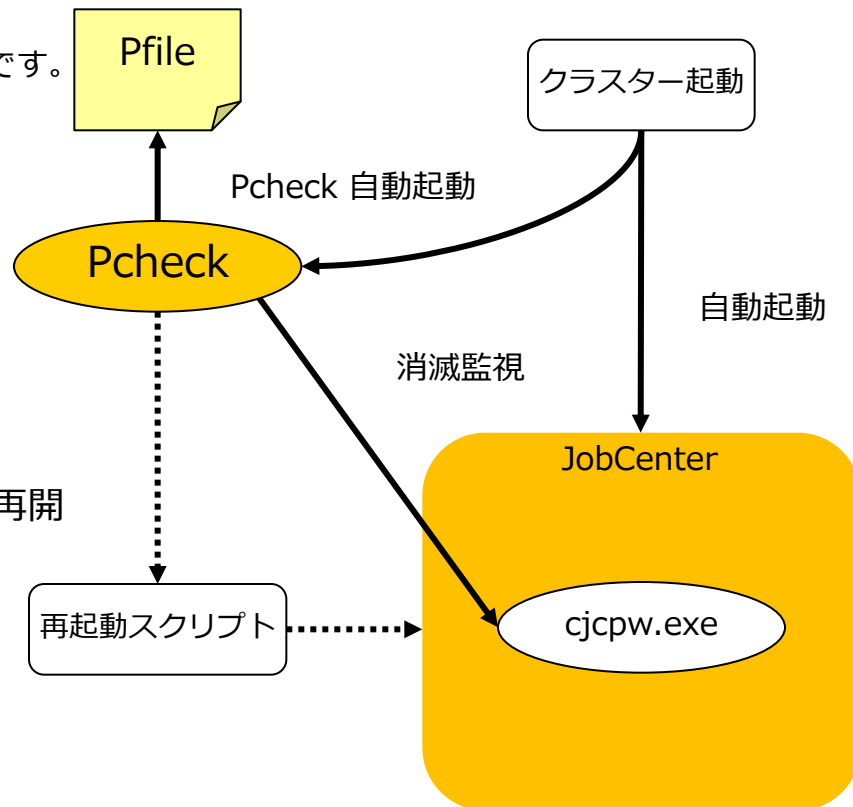 Pfile
です。
クラスター起動
Pcheck 自動起動
Pcheck
自動起動
消滅監視
JobCenter
再開
再起動スクリプト
cjcpw.exe